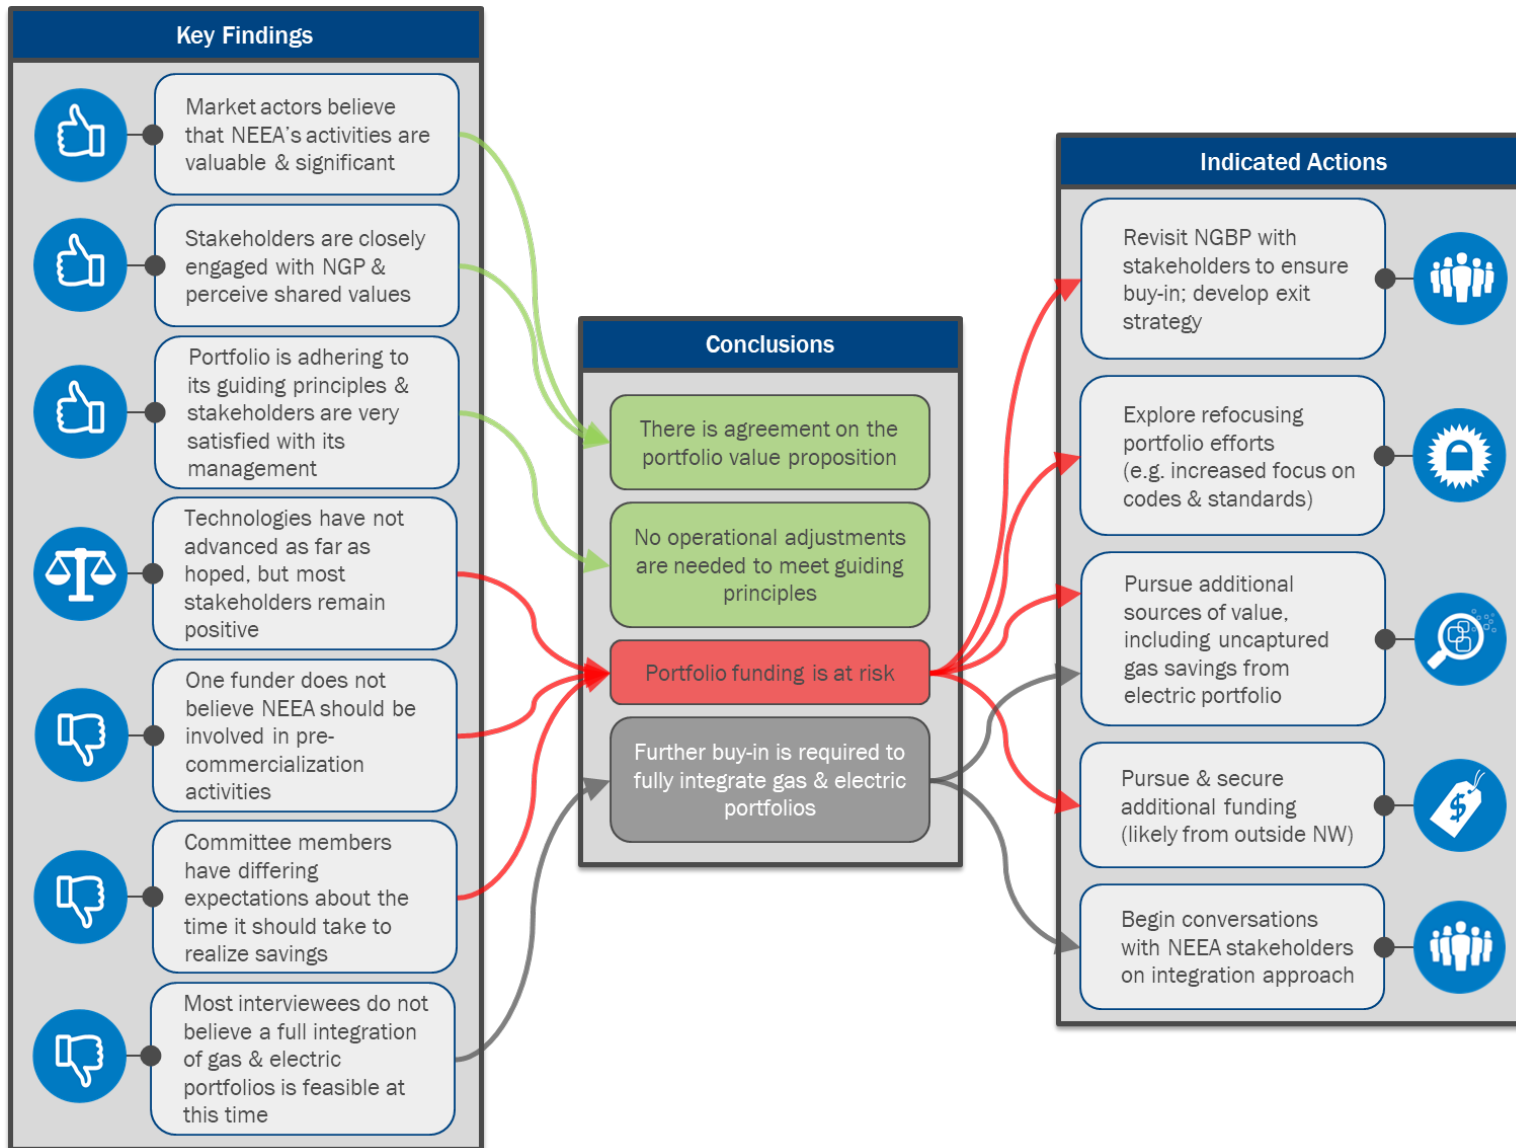 Key Findings
Market actors believe
that NEEA's activities are
valuable & significant
Stakeholders are closely
engaged with NGP &
perceive shared values
Portfolio is adhering to
its guiding principles &
stakeholders are very
satisfied with its
management
Technologies have not
advanced as far as
hoped, but most
stakeholders remain
positive
One funder does not
believe NEEA should be
involved in pre-
commercialization
activities
Committee members
have differing
expectations about the
time it should take to
realize savings
Most interviewees do not
believe a full integration
of gas & electric
portfolios is feasible at
this time
Conclusions
There is agreement on the
portfolio value proposition
No operational adjustments
are needed to meet guiding
principles
Portfolio funding is at risk
Further buy-in is required to
fully integrate gas & electric
portfolios
Indicated Actions
Revisit NGBP with
stakeholders to ensure
buy-in; develop exit
strategy
Explore refocusing
portfolio efforts
(e.g. increased focus on
codes & standards)
Pursue additional
sources of value,
including uncaptured
gas savings from
electric portfolio
Pursue & secure
additional funding
(likely from outside NW)
$
Begin conversations
with NEEA stakeholders
on integration approach